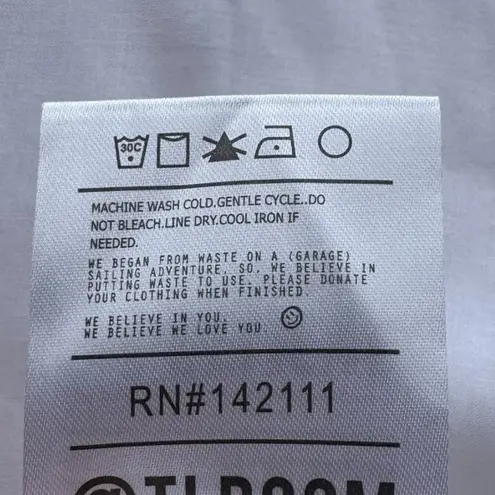 30C
MACHINE WASH COLD.GENTLE CYCLE..DO
NOT BLEACH.LINE DRY.COOL IRON IF
NEEDED.
WE BEGAN FROM WASTE ON A (GARAGE)
SAILING ADVENTURE. SO, WE BELIEVE IN
PUTTING WASTE TO USE. PLEASE DONATE
YOUR CLOTHING WHEN FINISHED.
WE BELIEVE IN YOU.
WE BELIEVE WE LOVE YOU.
RN#142111